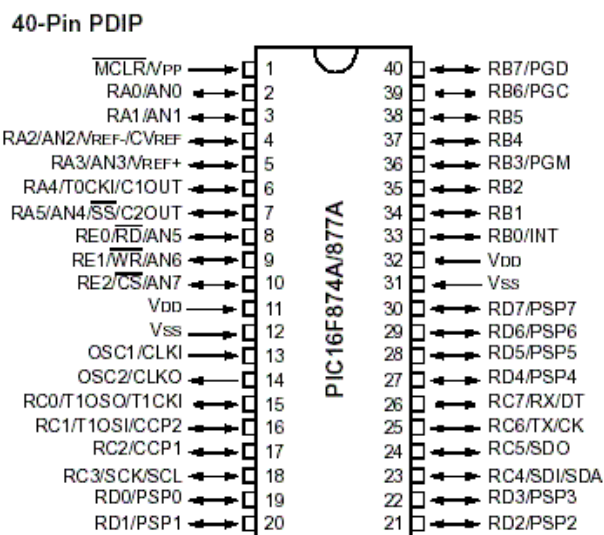 40-Pin PDIP
MCLR/VPP 1 40 RB7/PGD
RA0/AN0 2 39 RB6/PGC
RA1/AN1 3 38 RB5
RA2/AN2/VREF-/CVREF 4 37 RB4
RA3/AN3/VREF+ 5 36 RB3/PGM
RA4/T0CKI/C1OUT 6 35 RB2
RA5/AN4/SS/C2OUT 7 34 RB1
RE0/RD/AN5 8 33 RB0/INT
RE1/WR/AN6 9 32 VDD
RE2/CS/AN7 10 31 VSS
VDD 11 30 RD7/PSP7
VSS 12 29 RD6/PSP6
OSC1/CLKI 13 28 RD5/PSP5
OSC2/CLKO 14 27 RD4/PSP4
RC0/T1OSO/T1CKI 15 26 RC7/RX/DT
RC1/T1OSI/CCP2 16 25 RC6/TX/CK
RC2/CCP1 17 24 RC5/SDO
RC3/SCK/SCL 18 23 RC4/SDI/SDA
RD0/PSP0 19 22 RD3/PSP3
RD1/PSP1 20 21 RD2/PSP2
PIC16F874A/877A